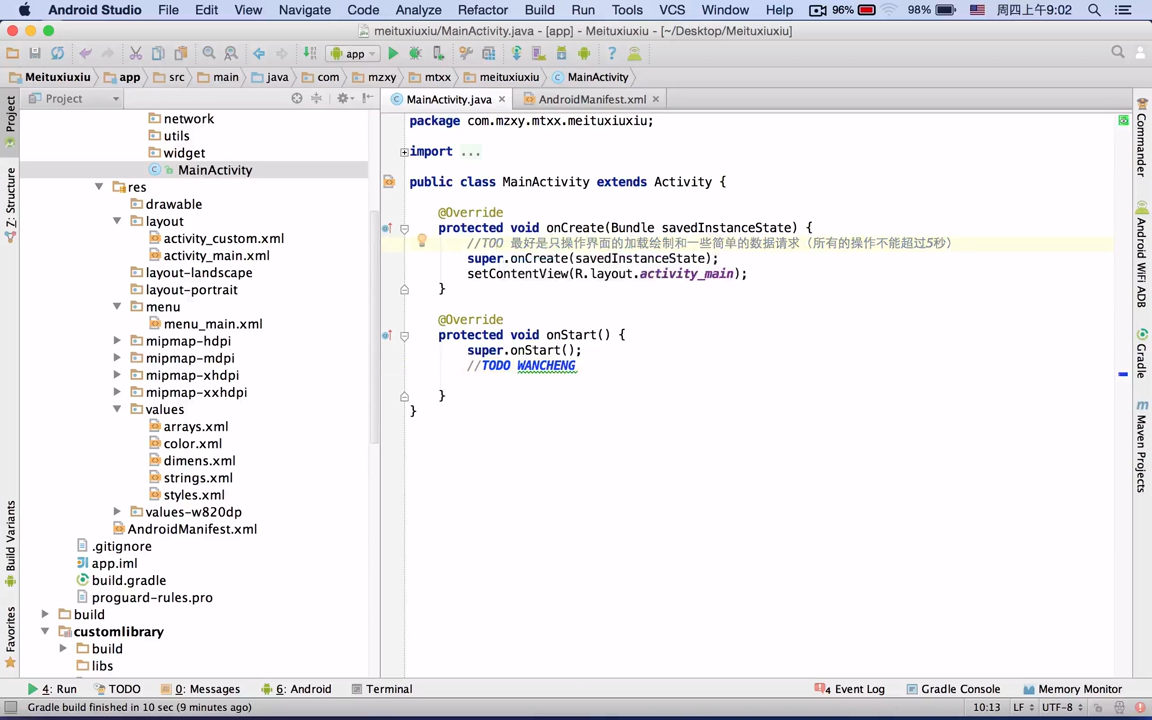 Android Studio File Edit View Navigate Code Analyze Refactor Build Run Tools VCS Window Help 96% 98% 周四上午9:02
meituxiuxiu/MainActivity.java - [app] - Meituxiuxiu - [~/Desktop/Meituxiuxiu]
app
Meituxiuxiu app src main java com mzxy mtxx meituxiuxiu MainActivity
Project
MainActivity.java AndroidManifest.xml
network
utils
widget
MainActivity
res
drawable
layout
activity_custom.xml
activity_main.xml
layout-landscape
layout-portrait
menu
menu_main.xml
mipmap-hdpi
mipmap-mdpi
mipmap-xhdpi
mipmap-xxhdpi
values
arrays.xml
color.xml
dimens.xml
strings.xml
styles.xml
values-w820dp
AndroidManifest.xml
.gitignore
app.iml
build.gradle
proguard-rules.pro
build
customlibrary
build
libs
package com.mzxy.mtxx.meituxiuxiu;
import ...
public class MainActivity extends Activity {
@Override
protected void onCreate(Bundle savedInstanceState) {
//TOO 最好是只操作界面的加载绘制和一些简单的数据请求（所有的操作不能超过5秒）
super.onCreate(savedInstanceState);
setContentView(R.layout.activity_main);
}
@Override
protected void onStart() {
super.onStart();
//TODO WANCHENG
}
}
Project
Z: Structure
Build Variants
Favorites
Commander
Android WiFi ADB
Gradle
Maven Projects
4: Run TODO 0: Messages 6: Android Terminal 4 Event Log Gradle Console Memory Monitor
Gradle build finished in 10 sec (9 minutes ago) 10:13 LF UTF-8